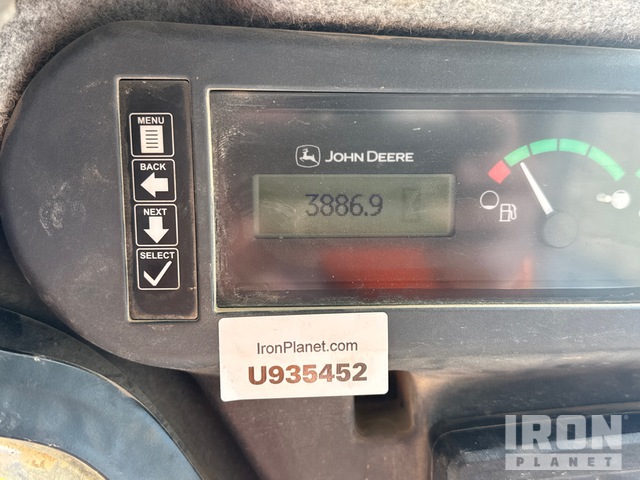 MENU
BACK
NEXT
SELECT
JOHN DEERE
3886.9
IronPlanet.com
U935452
IRON
PLANET